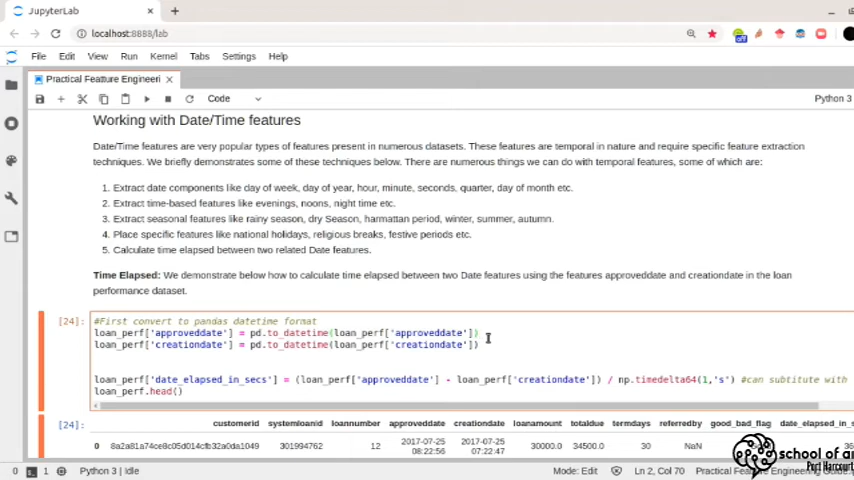 JupyterLab
localhost:8888/lab
off
File Edit View Run Kernel Tabs Settings Help
Practical Featture Engineeri
Code
Python 3
Working with Date/Time features
Date/Time features are very popular types of features present in numerous datasets. These features are temporal in nature and require specific feature extraction
techniques. We briefly demonstrates some of these techniques below. There are numerous things we can do with temporal features, some of which are:
1. Extract date components like day of week, day of year, hour, minute, seconds, quarter, day of month etc.
2. Extract time-based features like evenings, noons, night time etc.
3. Extract seasonal features like rainy season, dry Season, harmattan period, winter, summer, autumn.
4. Place specific features like national holidays, religious breaks, festive periods etc.
5. Calculate time elapsed between two related Date features.
Time Elapsed: We demonstrate below how to calculate time elapsed between two Date features using the features approveddate and creationdate in the loan
performance dataset.
[24]: #First convert to pandas datetime format
loan_perf['approveddate'] = pd.to_datetime(loan_perf['approveddate'])
loan_perf['creationdate'] = pd.to_datetime(loan_perf['creationdate'])
loan_perf['date_elapsed_in_secs'] = (loan_perf['approveddate'] - loan_perf['creationdate']) / np.timedelta64(1,'s') #can subtitute with
loan_perf.head()
[24]: customerid systemloanid loannumber approveddate creationdate loanamount totaldue termdays referredby good_bad_flag date_elapsed_in_s
0 8a2a81a74ce8c05d014cfb32a0da1049 301994762 12 2017-07-25 08:22:56 2017-07-25 07:22:47 30000.0 34500.0 30 NaN
school of a
Port Harcourt
0 1 Python 3 | Idle Mode: Edit Ln 2, Col 70